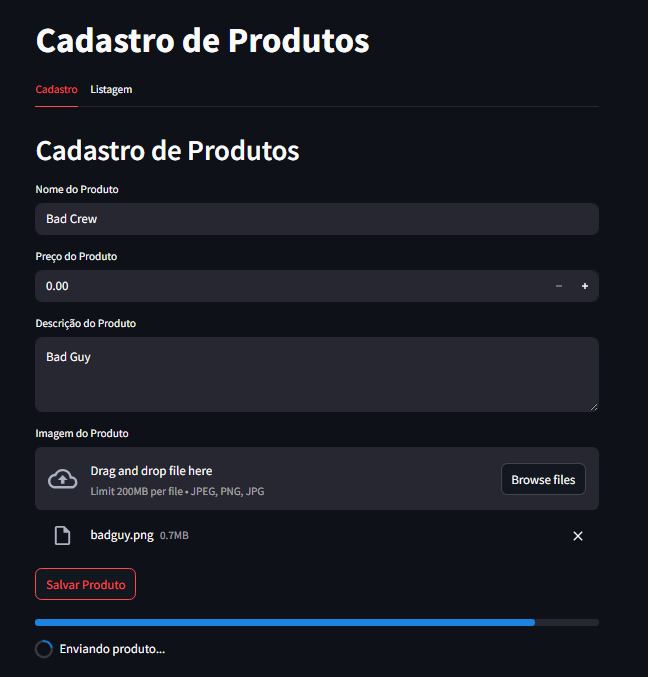 Cadastro de Produtos
Cadastro Listagem
Cadastro de Produtos
Nome do Produto
Bad Crew
Preço do Produto
0.00 − +
Descrição do Produto
Bad Guy
Imagem do Produto
Drag and drop file here
Limit 200MB per file • JPEG, PNG, JPG
Browse files
badguy.png 0.7MB
Salvar Produto
Enviando produto...